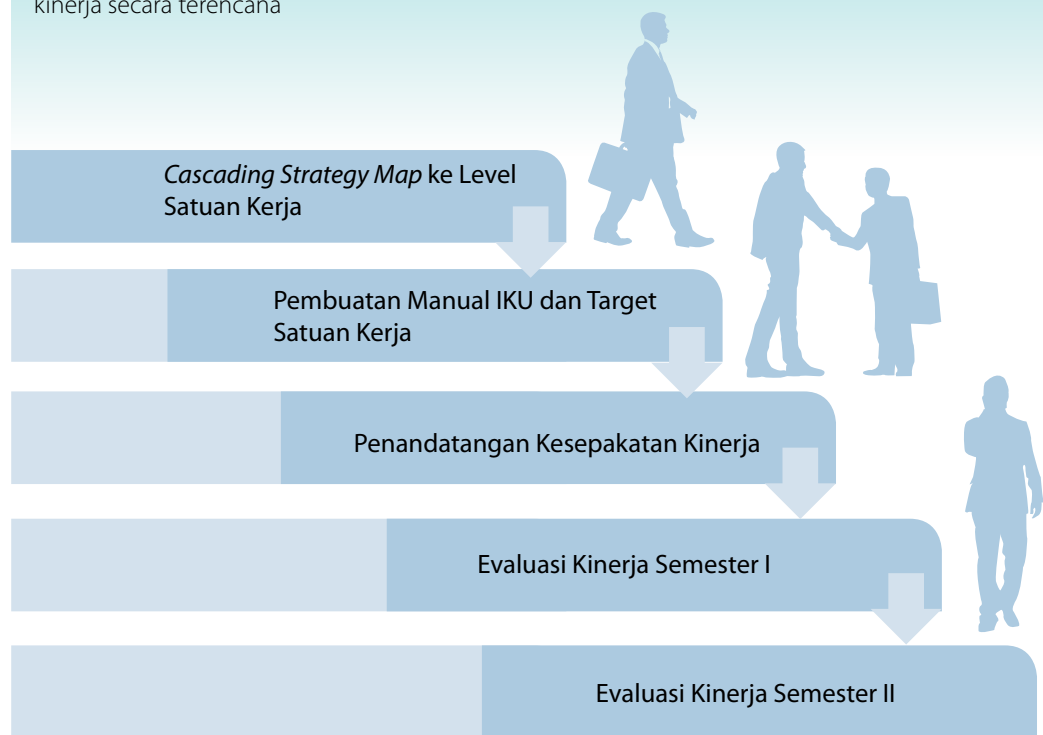 kinerja secara terencana
Cascading Strategy Map ke Level
Satuan Kerja
Pembuatan Manual IKU dan Target
Satuan Kerja
Penandatangan Kesepakatan Kinerja
Evaluasi Kinerja Semester I
Evaluasi Kinerja Semester II